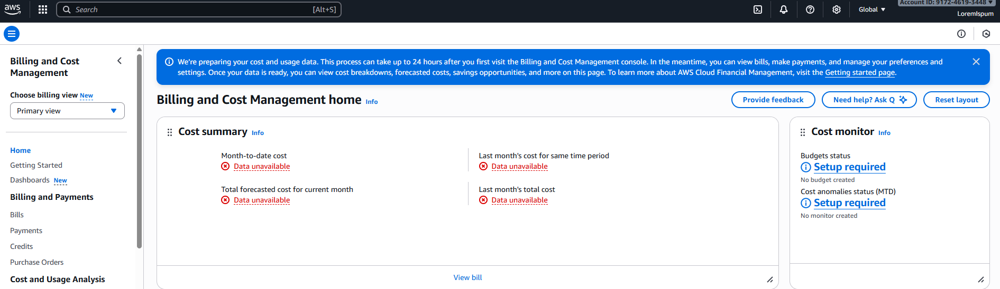 aws
Search [Alt+S]
Global
Account ID: 9172-4619-3448
LoremIspum
Billing and Cost
Management
Choose billing view New
Primary view
Home
Getting Started
Dashboards New
Billing and Payments
Bills
Payments
Credits
Purchase Orders
Cost and Usage Analysis
We're preparing your cost and usage data. This process can take up to 24 hours after you first visit the Billing and Cost Management console. In the meantime, you can view bills, make payments, and manage your preferences and
settings. Once your data is ready, you can view cost breakdowns, forecasted costs, savings opportunities, and more on this page. To learn more about AWS Cloud Financial Management, visit the Getting started page.
Billing and Cost Management home Info
Provide feedback
Need help? Ask Q
Reset layout
Cost summary Info
Month-to-date cost
Data unavailable
Last month's cost for same time period
Data unavailable
Total forecasted cost for current month
Data unavailable
Last month's total cost
Data unavailable
View bill
Cost monitor Info
Budgets status
Setup required
No budget created
Cost anomalies status (MTD)
Setup required
No monitor created